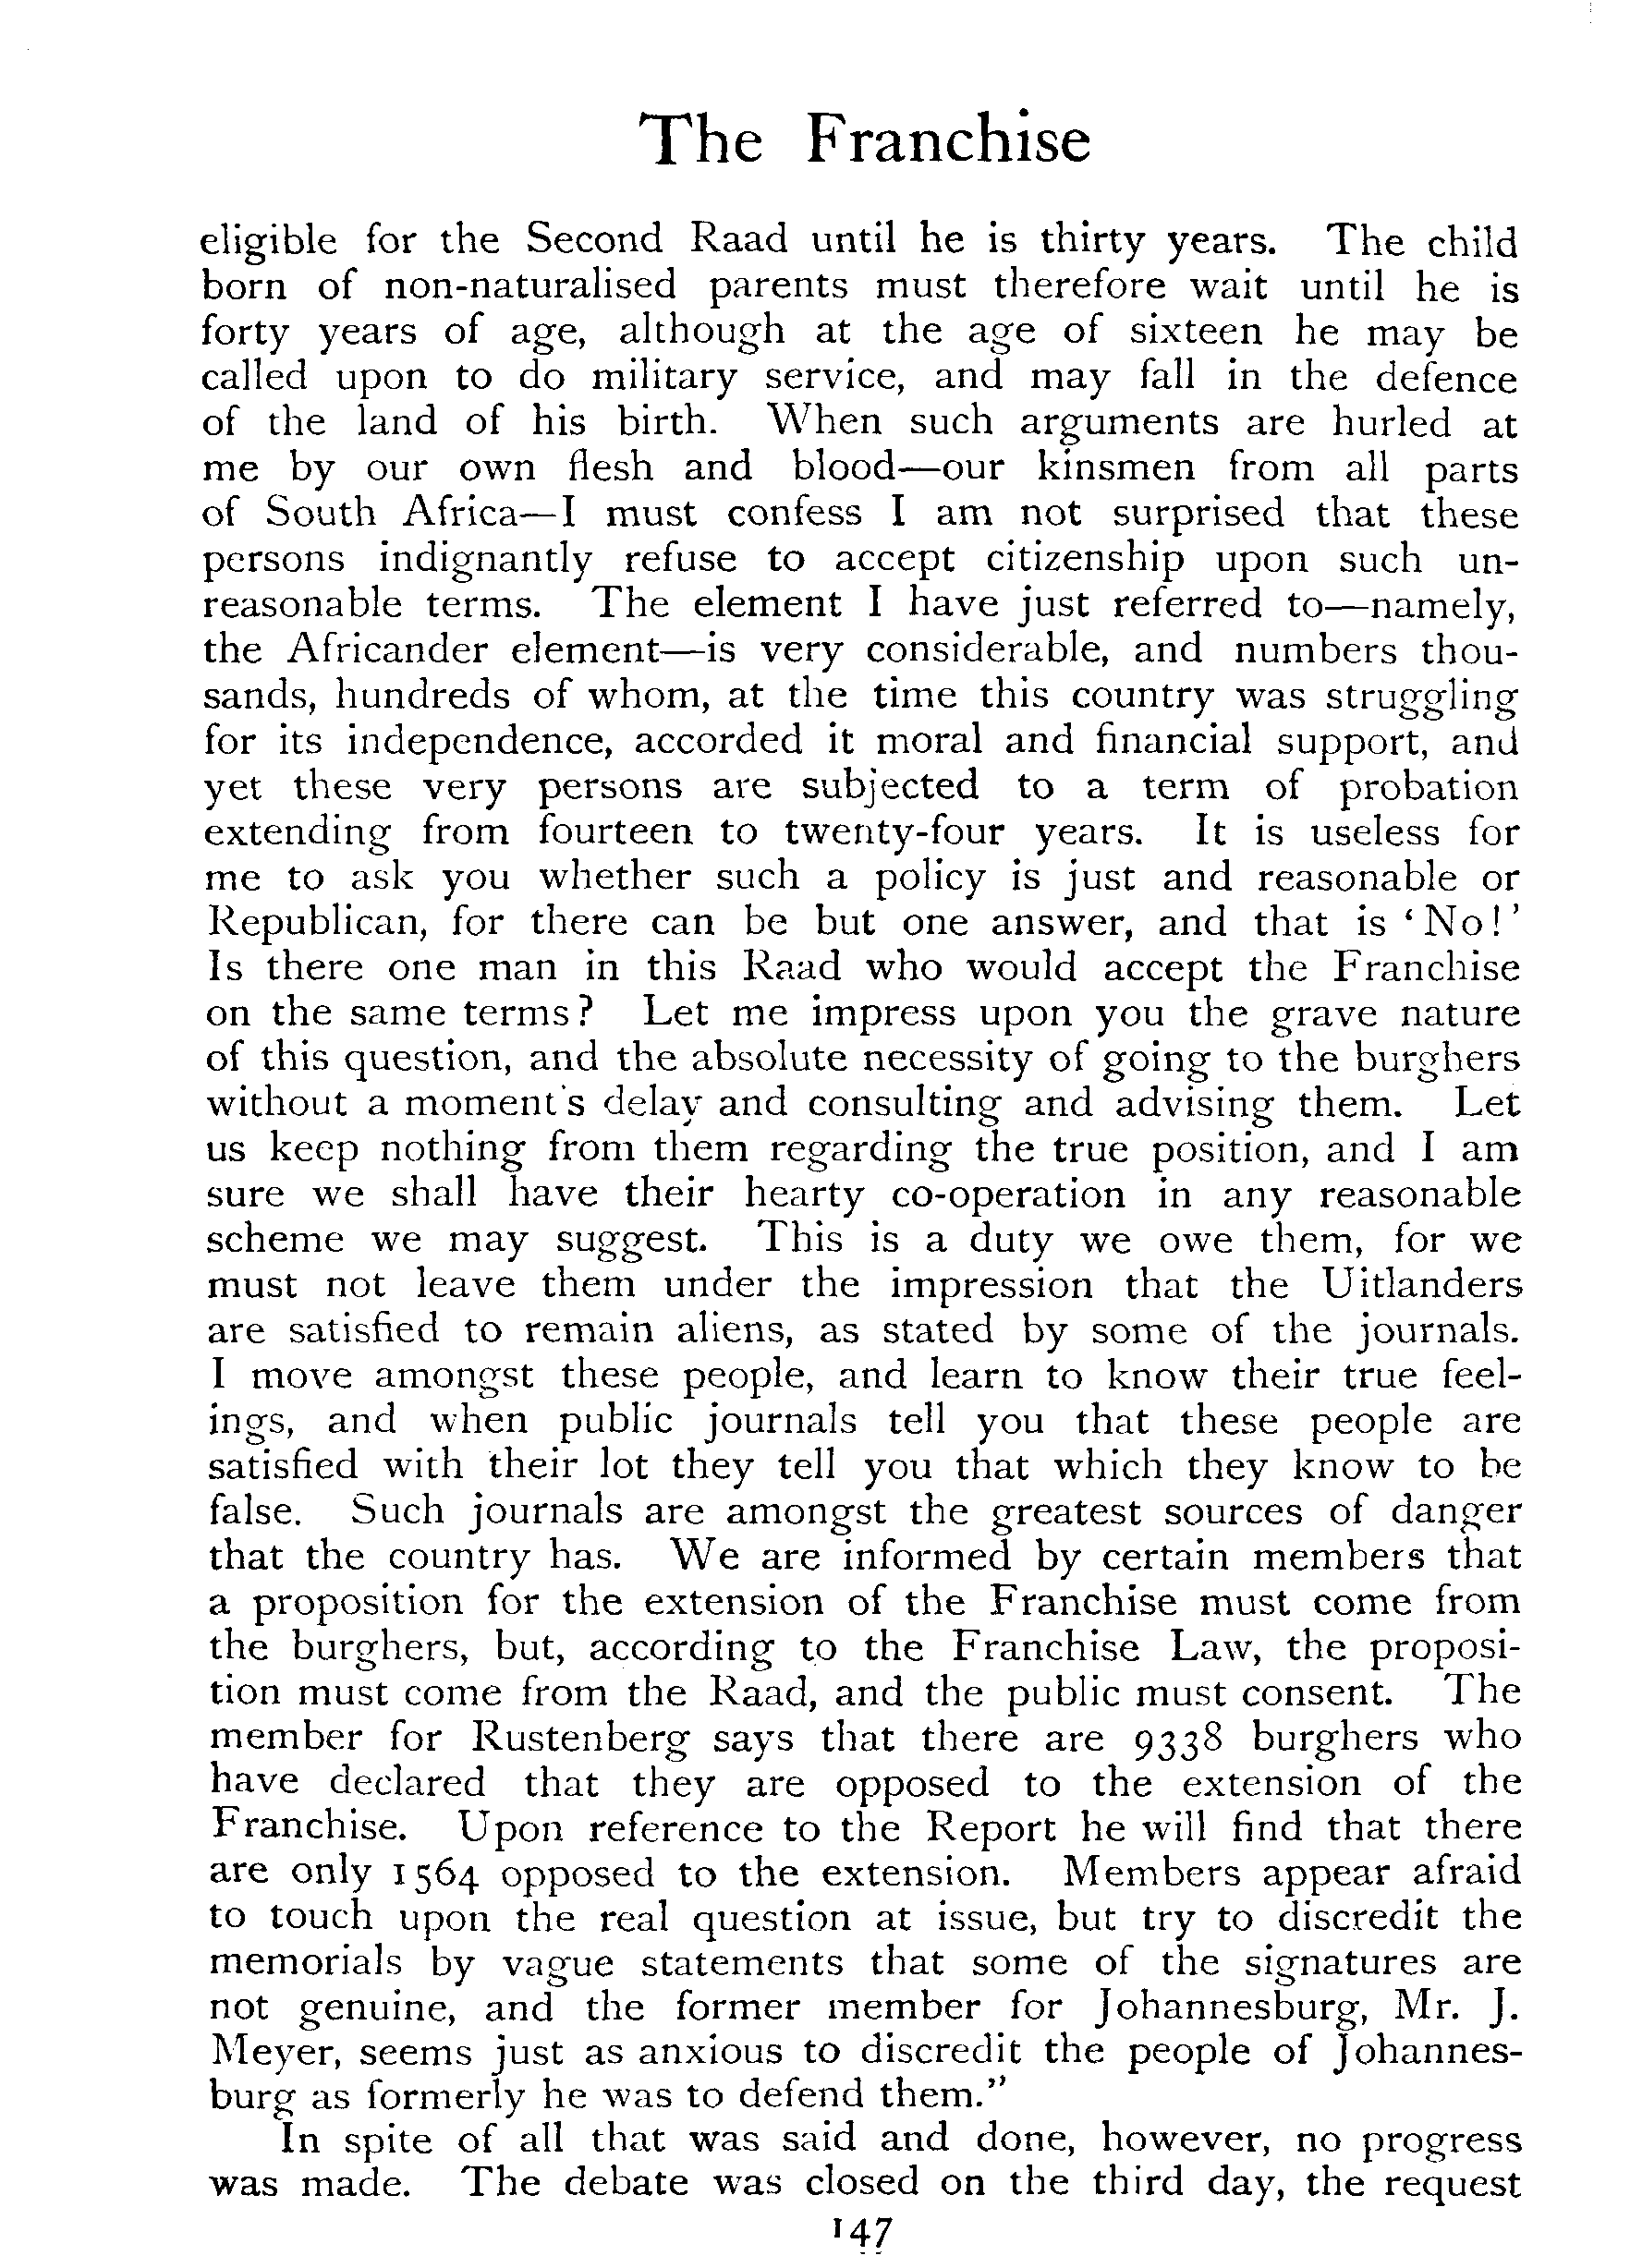 The Franchise
eligible for the Second Raad until he is thirty years. The child
born of non-naturalised parents must therefore wait until he is
forty years of age, although at the age of sixteen he may be
called upon to do military service, and may fall in the defence
of the land of his birth. When such arguments are hurled at
me by our own flesh and blood—our kinsmen from all parts
of South Africa—I must confess I am not surprised that these
persons indignantly refuse to accept citizenship upon such un-
reasonable terms. The element I have just referred to—namely,
the Africander element—is very considerable, and numbers thou-
sands, hundreds of whom, at the time this country was struggling
for its independence, accorded it moral and financial support, and
yet these very persons are subjected to a term of probation
extending from fourteen to twenty-four years. It is useless for
me to ask you whether such a policy is just and reasonable or
Republican, for there can be but one answer, and that is ‘No!’
Is there one man in this Raad who would accept the Franchise
on the same terms? Let me impress upon you the grave nature
of this question, and the absolute necessity of going to the burghers
without a moment's delay and consulting and advising them. Let
us keep nothing from them regarding the true position, and I am
sure we shall have their hearty co-operation in any reasonable
scheme we may suggest. This is a duty we owe them, for we
must not leave them under the impression that the Uitlanders
are satisfied to remain aliens, as stated by some of the journals.
I move amongst these people, and learn to know their true feel-
ings, and when public journals tell you that these people are
satisfied with their lot they tell you that which they know to be
false. Such journals are amongst the greatest sources of danger
that the country has. We are informed by certain members that
a proposition for the extension of the Franchise must come from
the burghers, but, according to the Franchise Law, the proposi-
tion must come from the Raad, and the public must consent. The
member for Rustenberg says that there are 9338 burghers who
have declared that they are opposed to the extension of the
Franchise. Upon reference to the Report he will find that there
are only 1564 opposed to the extension. Members appear afraid
to touch upon the real question at issue, but try to discredit the
memorials by vague statements that some of the signatures are
not genuine, and the former member for Johannesburg, Mr. J.
Meyer, seems just as anxious to discredit the people of Johannes-
burg as formerly he was to defend them.”
In spite of all that was said and done, however, no progress
was made. The debate was closed on the third day, the request
147